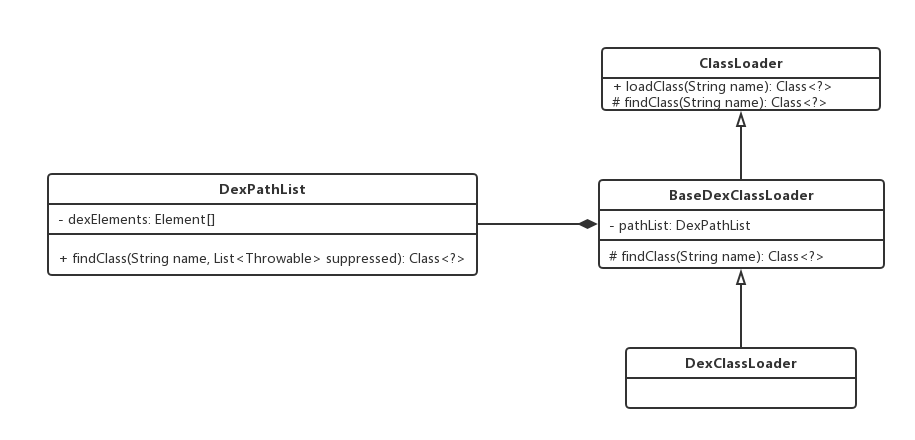 ClassLoader
+ loadClass(String name): Class<?>
# findClass(String name): Class<?>
DexPathList
- dexElements: Element[]
+ findClass(String name, List<Throwable> suppressed): Class<?>
BaseDexClassLoader
- pathList: DexPathList
# findClass(String name): Class<?>
DexClassLoader